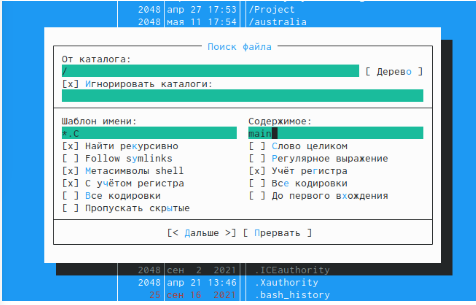 2048 апр 27 17:53 /Project
2048 мая 11 17:54 /australia
Поиск файла
От каталога:
/ [ Дерево ]
[x] Игнорировать каталоги:
Шаблон имени: Содержимое:
*.C main
[x] Найти рекурсивно [ ] Слово целиком
[ ] Follow symlinks [ ] Регулярное выражение
[x] Метасимволы shell [x] Учёт регистра
[x] С учётом регистра [ ] Все кодировки
[ ] Все кодировки [ ] До первого вхождения
[ ] Пропускать скрытые
[< Дальше >] [ Прервать ]
2048 сен 2 2021 .ICEauthority
2048 апр 21 13:46 .Xauthority
25 сен 16 2021 .bash_history